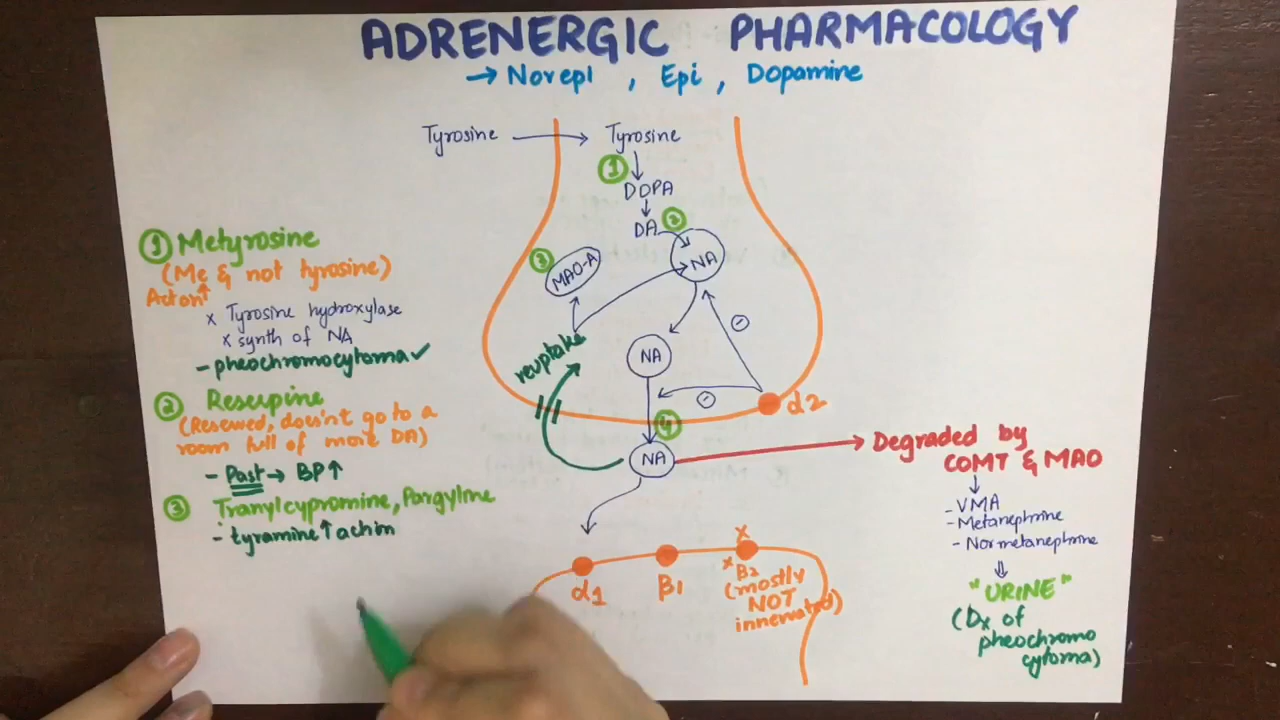 ADRENERGIC PHARMACOLOGY
→ Norepi , Epi , Dopamine
Tyrosine → Tyrosine
①
DOPA
DA ②
NA
③ MAO-A
reuptake
NA
⊖
⊖
α2
④
NA
① Metyrosine
(Me & not tyrosine)
Action↑
x Tyrosine hydroxylase
x synth of NA
- pheochromocytoma ✓
② Reserpine
(Reserved, doesn't go to a
room full of more DA)
- Past → BP↑
③ Tranylcypromine, Pargyline
- tyramine ↑ action
Degraded by
COMT & MAO
- VMA
- Metanephrine
- Normetanephrine
"URINE"
(Dx of
pheochromo
cytoma)
α1
β1
x
x B2
(mostly
NOT
innervated)